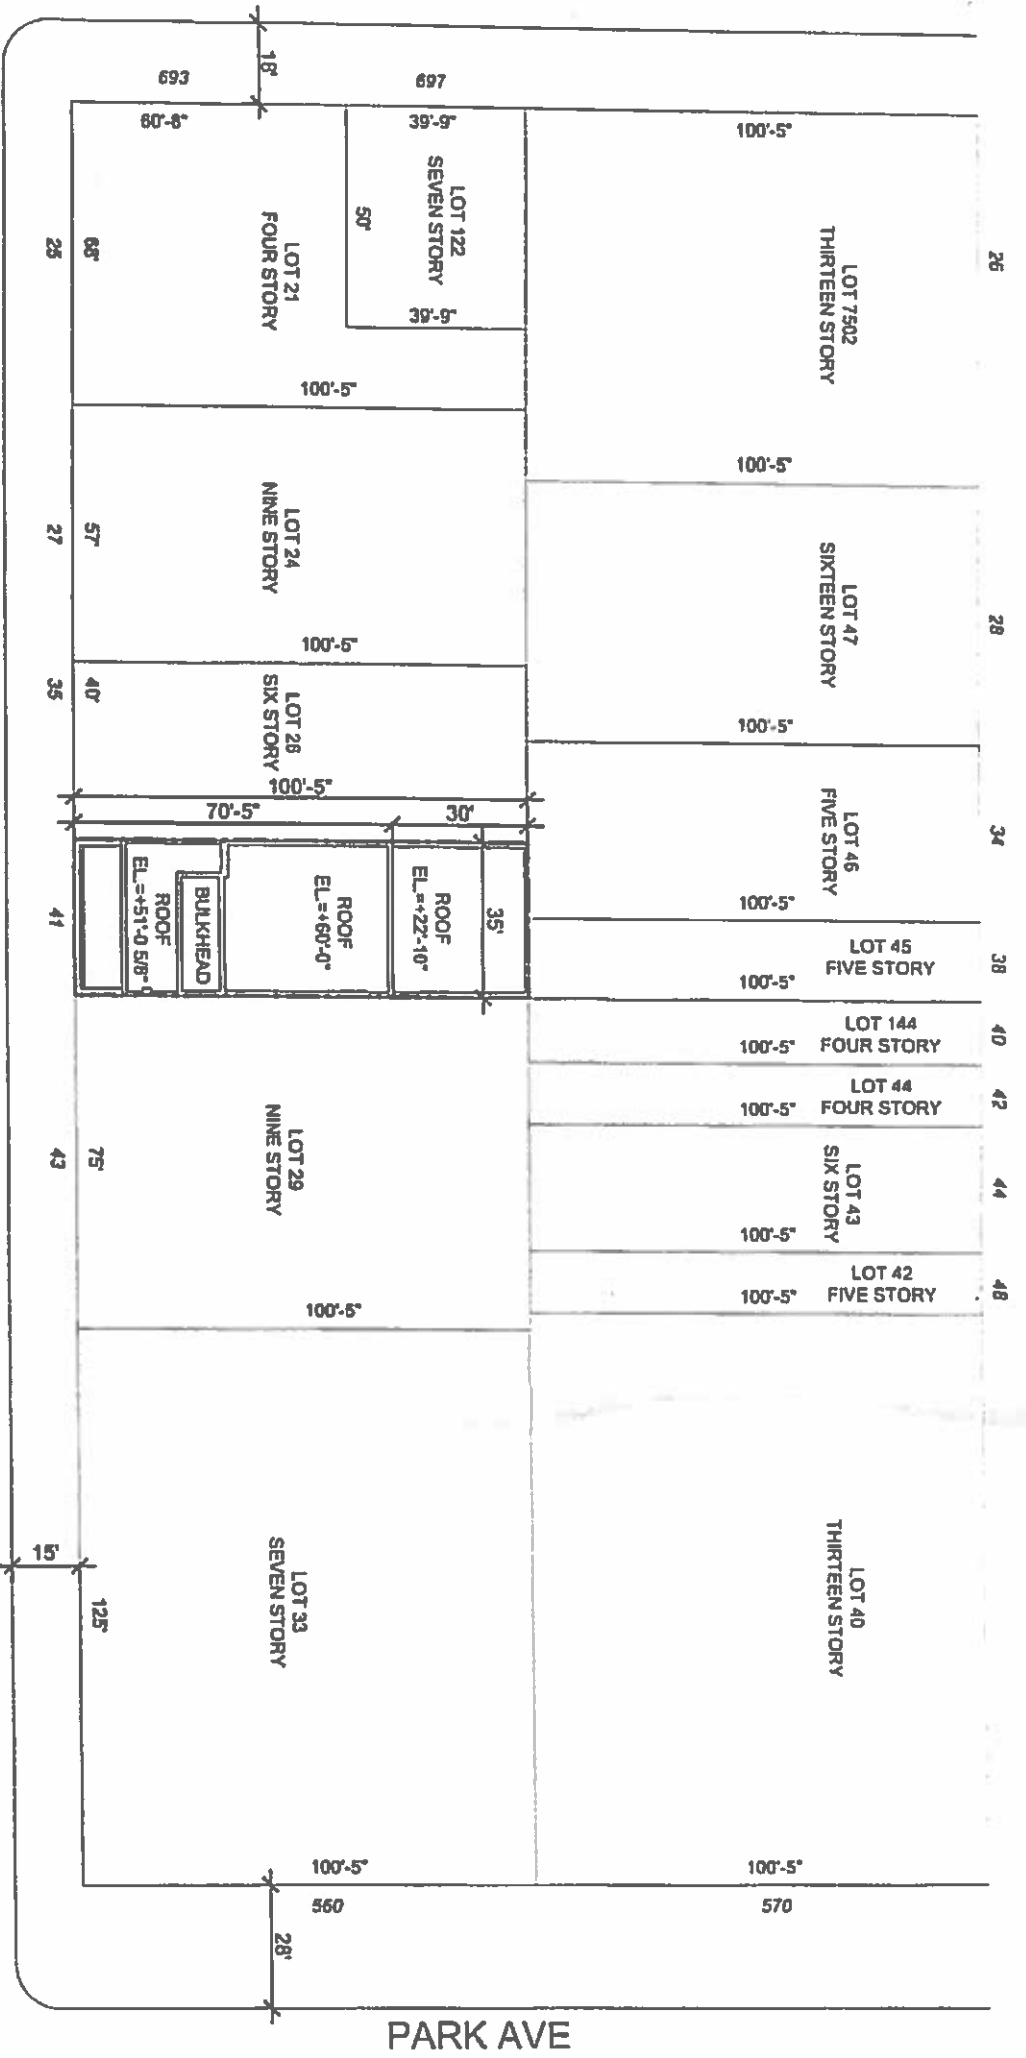 16'
693
697
60'-8"
39'-9"
100'-5"
LOT 122
SEVEN STORY
50'
39'-9"
LOT 21
FOUR STORY
68'
25
LOT 7502
THIRTEEN STORY
26
100'-5"
100'-5"
LOT 24
NINE STORY
57'
27
LOT 47
SIXTEEN STORY
28
100'-5"
100'-5"
LOT 26
SIX STORY
40'
35
LOT 46
FIVE STORY
34
100'-5"
100'-5"
70'-5"
30'
35'
ROOF
EL.=+22'-10"
ROOF
EL.=+60'-0"
BULKHEAD
ROOF
EL.=+51'-0 5/8"
41
LOT 45
FIVE STORY
100'-5"
38
LOT 144
FOUR STORY
100'-5"
40
LOT 44
FOUR STORY
100'-5"
42
LOT 43
SIX STORY
100'-5"
44
LOT 42
FIVE STORY
100'-5"
48
LOT 29
NINE STORY
75'
43
100'-5"
LOT 40
THIRTEEN STORY
LOT 33
SEVEN STORY
15'
125'
100'-5"
100'-5"
560
570
28'
PARK AVE